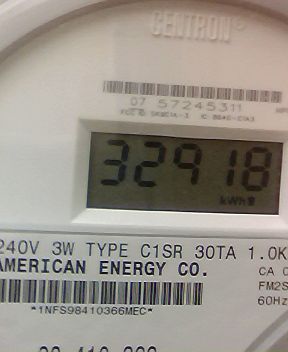 CENTRON®
07 57245311
32918
kWh
240V 3W TYPE C1SR 30TA 1.0K
AMERICAN ENERGY CO.
CA
FM2S
60Hz
*1NFS98410366MEC*